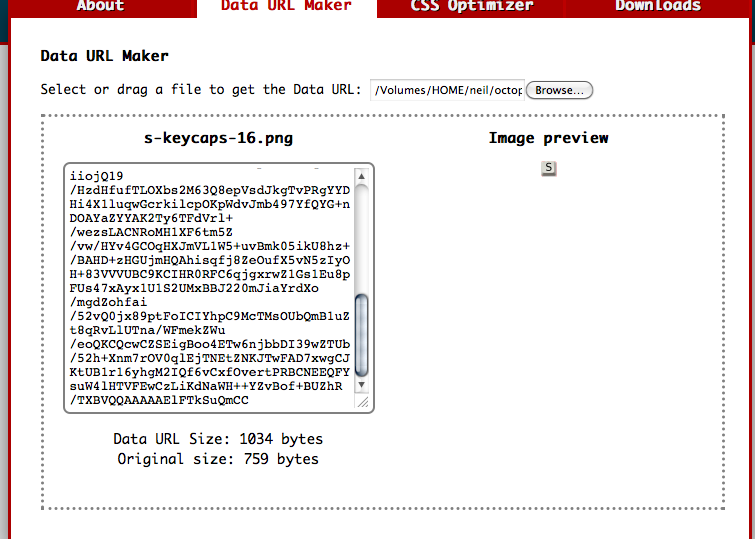 About
Data URL Maker
CSS Optimizer
Downloads
Data URL Maker
Select or drag a file to get the Data URL: /Volumes/HOME/neil/octop Browse...
s-keycaps-16.png
Image preview
S
iiojQ19
/HzdHfufTLOXbs2M63Q8epVsdJkgTvPRgYYD
Hi4X1luqwGcrkilcpOKpWdvJmb497YfQYG+n
DOAYaZYYAK2Ty6TFdVrl+
/wezsLACNRoMH1XF6tm5Z
/vw/HYv4GCOqHXJmVL1W5+uvBmk05ikU8hz+
/BAHD+zHGUjmHQAhisqfj8ZeOufX5vN5zIyO
H+83VVVUBC9KCIHR0RFC6qjgxrwZ1Gs1Eu8p
FUs47xAyx1U1S2UMxBBJ220mJiaYrdXo
/mgdZohfai
/52vQ0jx89ptFoICIYhpC9McTMsOUbQmB1uZ
t8qRvLlUTna/WFmekZWu
/eoQKCQcwCZSEigBoo4ETw6njbbDI39wZTUb
/52h+Xnm7rOV0qlEjTNEtZNKJTwFAD7xwgCJ
KtUB1r16yhgM2IQf6vCxfOvertPRBCNEEQFY
suW4lHTVFEwCzLiKdNaWH++YZvBof+BUZhR
/TXBVQQAAAAAElFTkSuQmCC
Data URL Size: 1034 bytes
Original size: 759 bytes